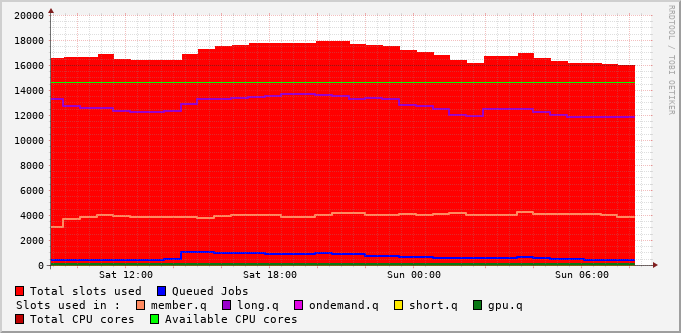 20000
18000
16000
14000
12000
10000
8000
6000
4000
2000
0
Sat 12:00 Sat 18:00 Sun 00:00 Sun 06:00
RRDTOOL / TOBI OETIKER
Total slots used Queued Jobs
Slots used in : member.q long.q ondemand.q short.q gpu.q
Total CPU cores Available CPU cores